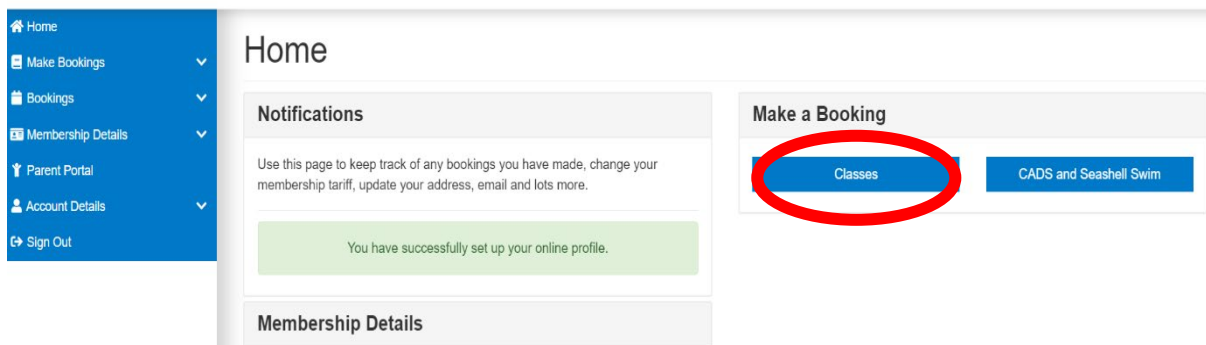 Home
Make Bookings
Bookings
Membership Details
Parent Portal
Account Details
Sign Out
Home
Notifications
Use this page to keep track of any bookings you have made, change your
membership tariff, update your address, email and lots more.
You have successfully set up your online profile.
Membership Details
Make a Booking
Classes
CADS and Seashell Swim